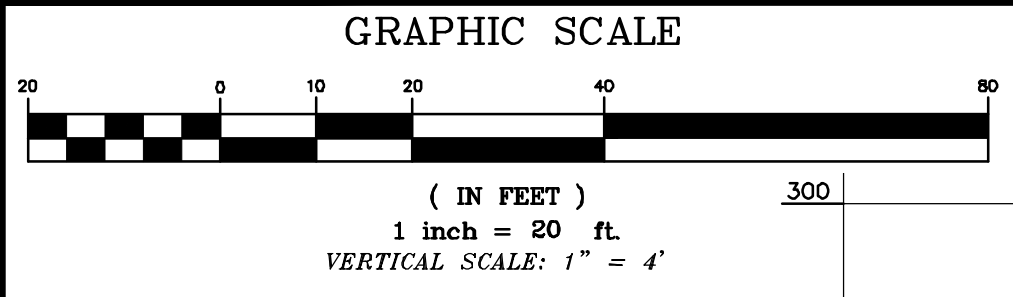 GRAPHIC SCALE
20 0 10 20 40 80
( IN FEET )
300
1 inch = 20 ft.
VERTICAL SCALE: 1" = 4'